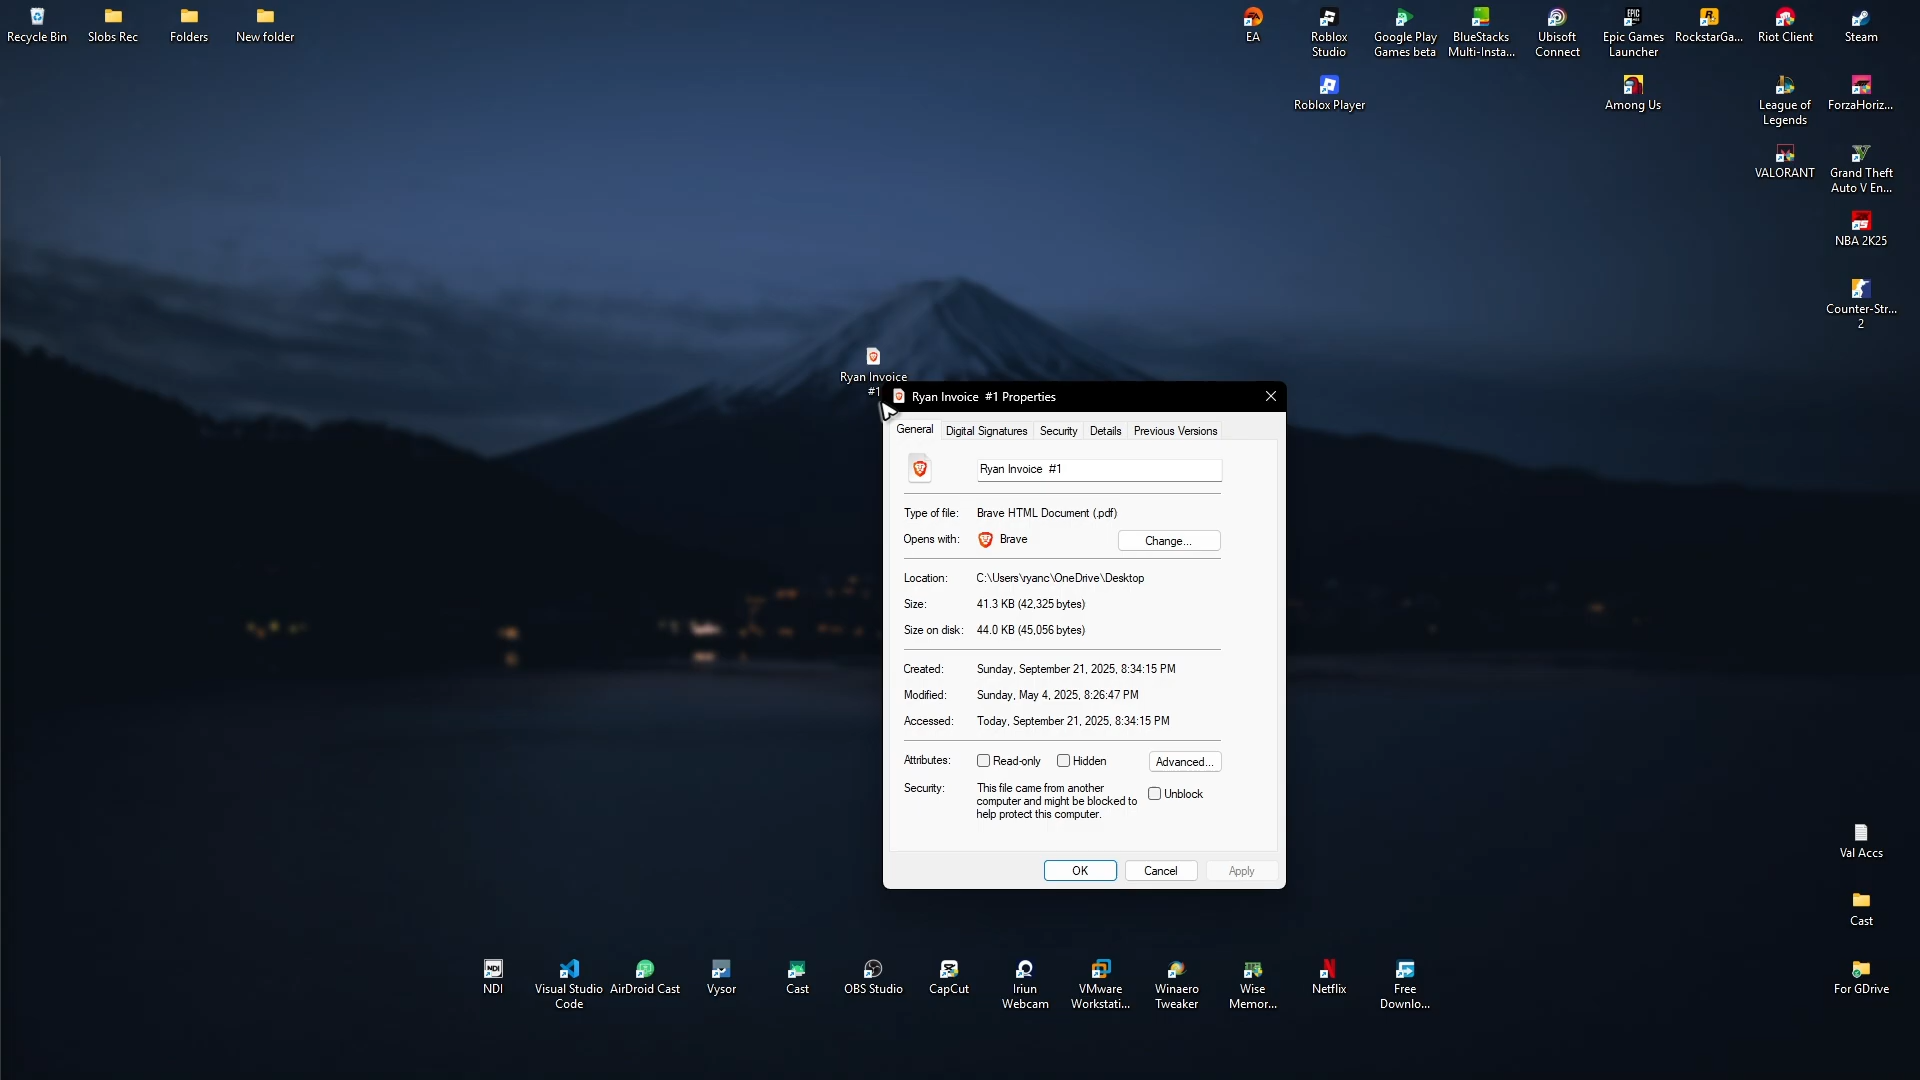 Recycle Bin
Slobs Rec
Folders
New folder
EA
Roblox
Studio
Google Play
Games beta
BlueStacks
Multi-Insta...
Ubisoft
Connect
Epic Games
Launcher
RockstarGa...
Riot Client
Steam
Roblox Player
Among Us
League of
Legends
ForzaHoriz...
VALORANT
Grand Theft
Auto V En...
NBA 2K25
Counter-Str...
2
Ryan Invoice
#1
Ryan Invoice  #1 Properties
General
Digital Signatures
Security
Details
Previous Versions
Ryan Invoice  #1
Type of file: Brave HTML Document (.pdf)
Opens with: Brave
Change...
Location: C:\Users\ryanc\OneDrive\Desktop
Size: 41.3 KB (42,325 bytes)
Size on disk: 44.0 KB (45,056 bytes)
Created: Sunday, September 21, 2025, 8:34:15 PM
Modified: Sunday, May 4, 2025, 8:26:47 PM
Accessed: Today, September 21, 2025, 8:34:15 PM
Attributes: Read-only Hidden Advanced...
Security: This file came from another
computer and might be blocked to
help protect this computer.
Unblock
OK
Cancel
Apply
Val Accs
Cast
For GDrive
NDI
NDI
Visual Studio
Code
AirDroid Cast
Vysor
Cast
OBS Studio
CapCut
Iriun
Webcam
VMware
Workstati...
Winaero
Tweaker
Wise
Memor...
Netflix
Free
Downlo...